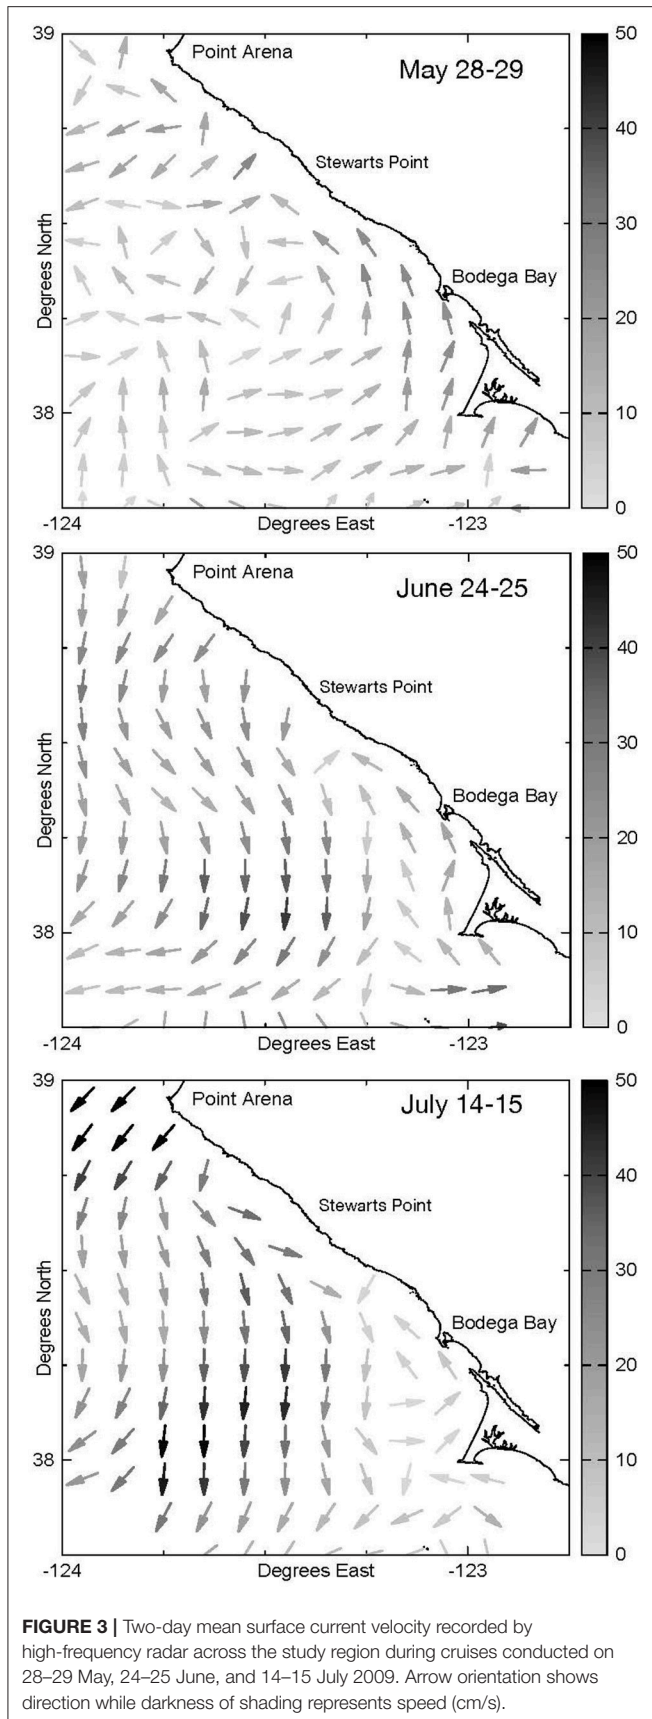 39
Point Arena
May 28-29
Stewarts Point
Bodega Bay
Degrees North
38
-124
Degrees East
-123
50
40
30
20
10
0
39
Point Arena
June 24-25
Stewarts Point
Bodega Bay
Degrees North
38
-124
Degrees East
-123
50
40
30
20
10
0
39
Point Arena
July 14-15
Stewarts Point
Bodega Bay
Degrees North
38
-124
Degrees East
-123
50
40
30
20
10
0
FIGURE 3 | Two-day mean surface current velocity recorded by
high-frequency radar across the study region during cruises conducted on
28–29 May, 24–25 June, and 14–15 July 2009. Arrow orientation shows
direction while darkness of shading represents speed (cm/s).